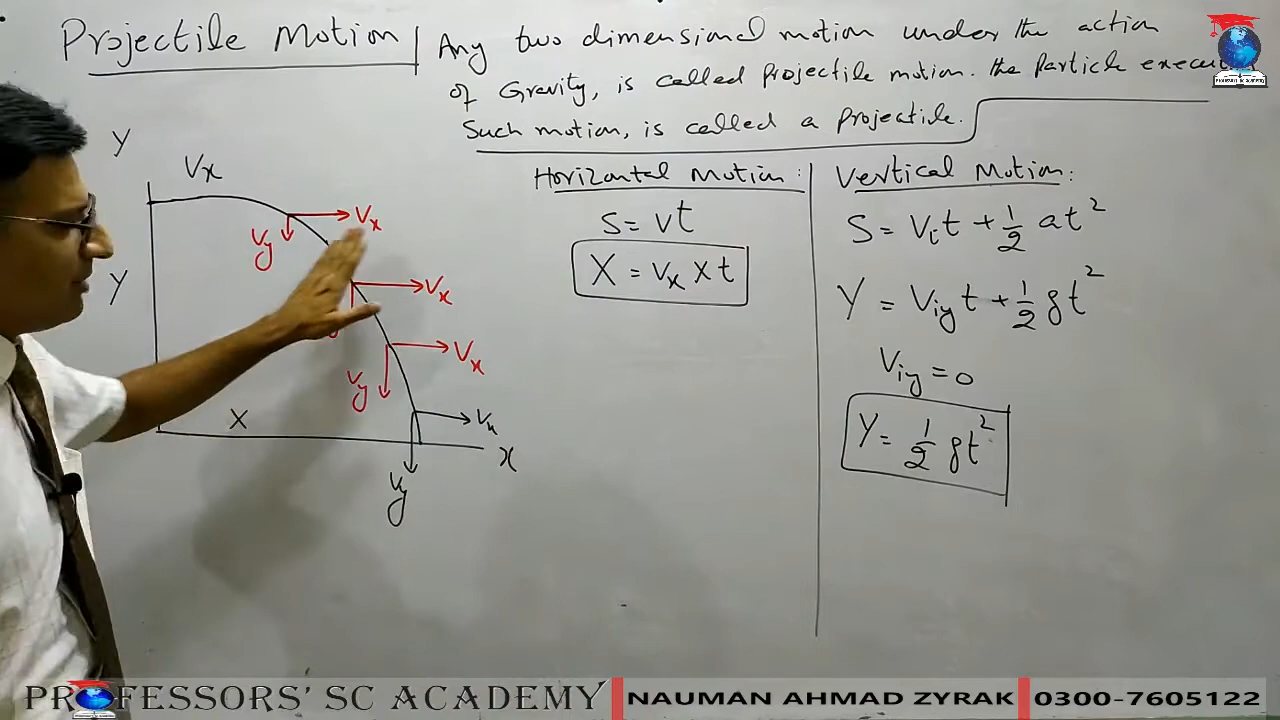 Projectile Motion
Any two dimensional motion under the action
of Gravity, is called projectile motion. the Particle
Such motion, is called a projectile.
Y
Vx
Vx
Vy
Y
Vx
Vx
Vy
X
Vx
x
Vy
Horizontal Motion:
S = vt
X = Vx × t
Vertical Motion:
S = Vit + 1/2 at²
Y = Viy t + 1/2 gt²
Viy = 0
Y = 1/2 gt²
PROFESSORS' SC ACADEMY
NAUMAN AHMAD ZYRAK
0300-7605122